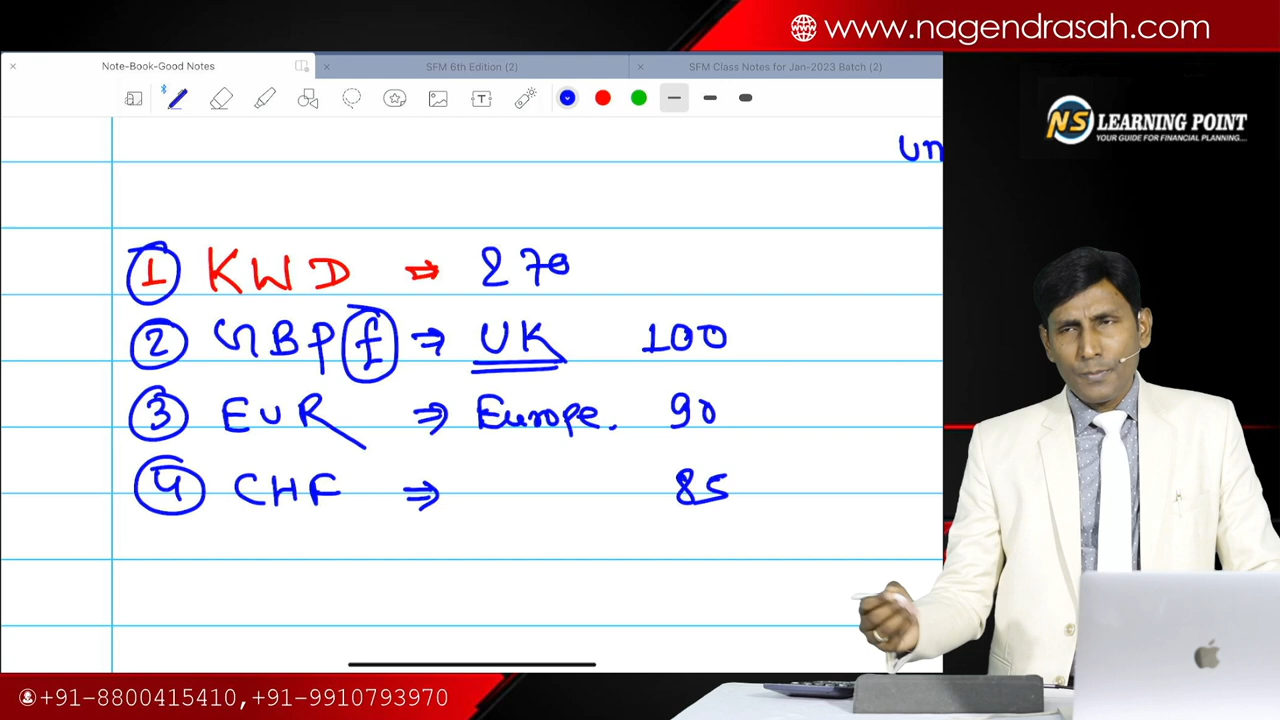 www.nagendrasah.com
Note-Book-Good Notes
SFM 6th Edition (2)
SFM Class Notes for Jan-2023 Batch (2)
NS LEARNING POINT
YOUR GUIDE FOR FINANCIAL PLANNING....
un
1 KWD ⇒ 270
2 GBP £ ⇒ UK 100
3 EUR ⇒ Europe. 90
4 CHF ⇒ 85
+91-8800415410,+91-9910793970